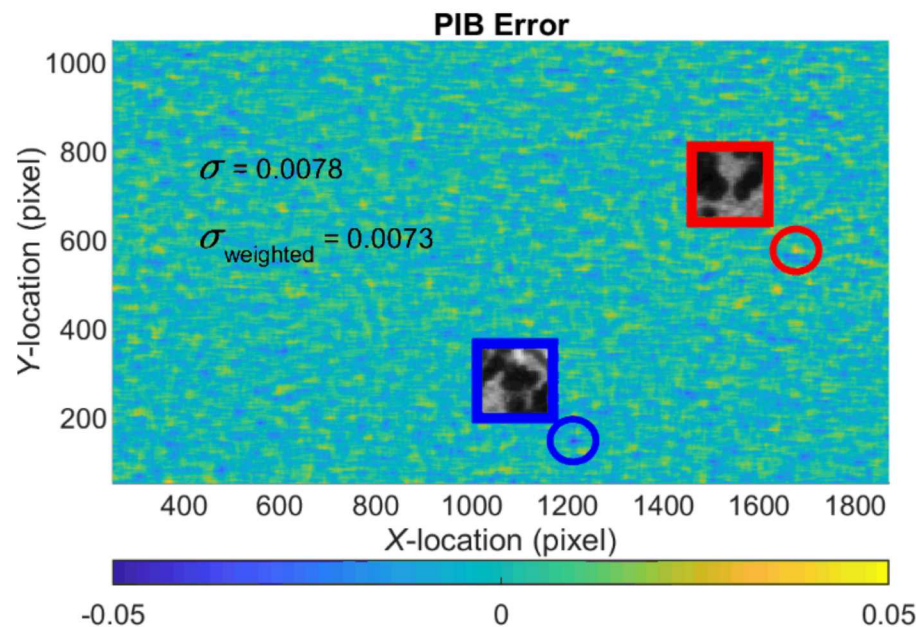 PIB Error
1000
800
600
400
200
σ = 0.0078
σweighted = 0.0073
Y-location (pixel)
400 600 800 1000 1200 1400 1600 1800
X-location (pixel)
-0.05 0 0.05